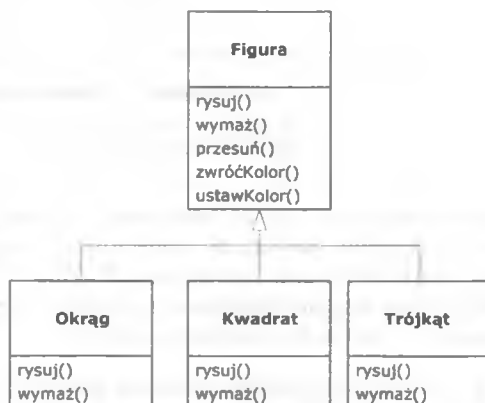 Figura
rysuj()
wymaż()
przesuń()
zwróćKolor()
ustawKolor()
Okrąg
rysuj()
wymaż()
Kwadrat
rysuj()
wymaż()
Trójkąt
rysuj()
wymaż()